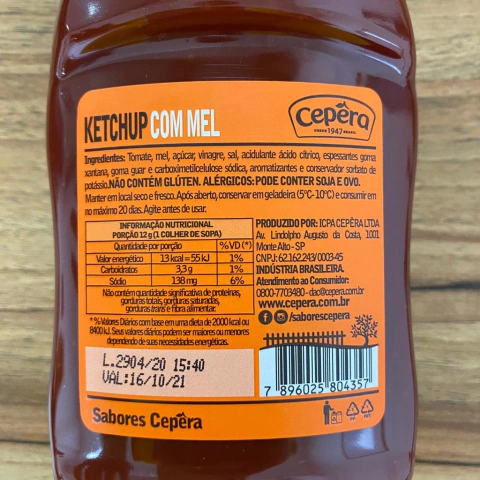 KETCHUP COM MEL
Cepêra
DESDE 1947 BRASIL
Ingredientes: Tomate, mel, açúcar, vinagre, sal, acidulante ácido cítrico, espessantes goma
xantana, goma guar e carboximetilcelulose sódica, aromatizantes e conservador sorbato de
potássio. NÃO CONTÉM GLÚTEN. ALÉRGICOS: PODE CONTER SOJA E OVO.
Manter em local seco e fresco. Após aberto, conservar em geladeira (5°C-10°C) e consumir em
no máximo 20 dias. Agite antes de usar.
INFORMAÇÃO NUTRICIONAL
PORÇÃO 12 g (1 COLHER DE SOPA)
Quantidade por porção %VD (*)
Valor energético 13 kcal = 55 kJ 1%
Carboidratos 3,3 g 1%
Sódio 138 mg 6%
Não contém quantidade significativa de proteínas,
gorduras totais, gorduras saturadas,
gorduras trans e fibra alimentar.
* % Valores Diários com base em uma dieta de 2000 kcal ou
8400 kJ. Seus valores diários podem ser maiores ou menores
dependendo de suas necessidades energéticas.
PRODUZIDO POR: ICPA CEPÊRA LTDA
Av. Lindolpho Augusto da Costa, 1001
Monte Alto - SP
CNPJ: 62.162.243/0003-45
INDÚSTRIA BRASILEIRA.
Atendimento ao Consumidor:
0800-7703480 - dac@cepera.com.br
www.cepera.com.br
/saborescepera
L.2904/20 15:40
VAL:16/10/21
7 896025 804357
Sabores Cepêra